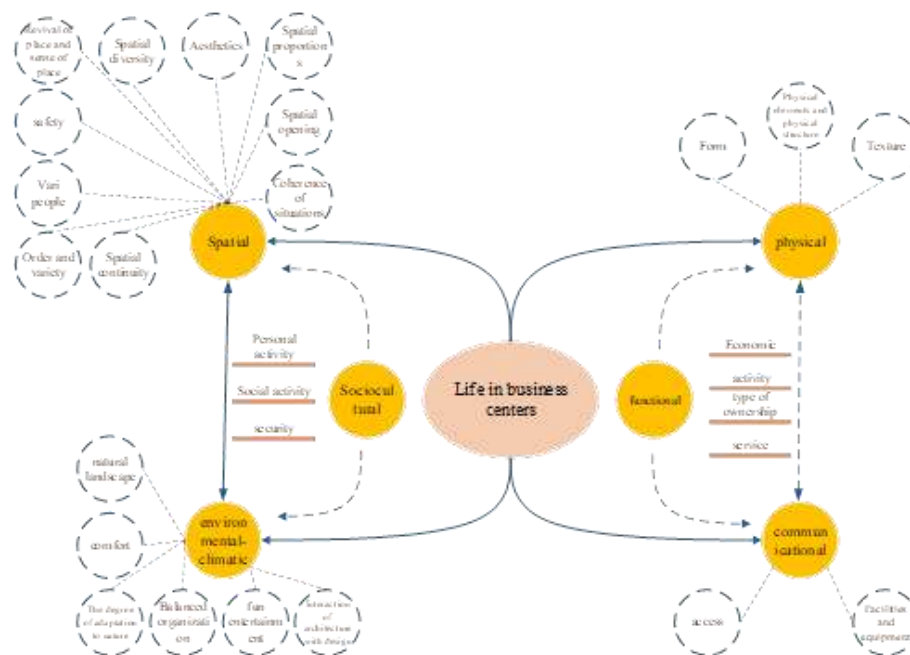 Revival of
place and
sense of
place
Spatial
diversity
Aesthetics
Spatial
proportion
s
safety
Spatial
opening
Vari
people
Coherence
of
situations
Order and
variety
Spatial
continuity
Spatial
Physical
elements and
physical
structure
Form
Texture
physical
Personal
activity
Social activity
security
Sociocul
tural
Life in business
centers
functional
Economic
activity
type of
ownership
service
natural
landscape
comfort
The degree
of adaptation
to nature
Balanced
organizati
on
fun
entertainm
ent
Interaction
of
architecture
with design
environ
mental-
climatic
commun
icational
access
Facilities
and
equipment